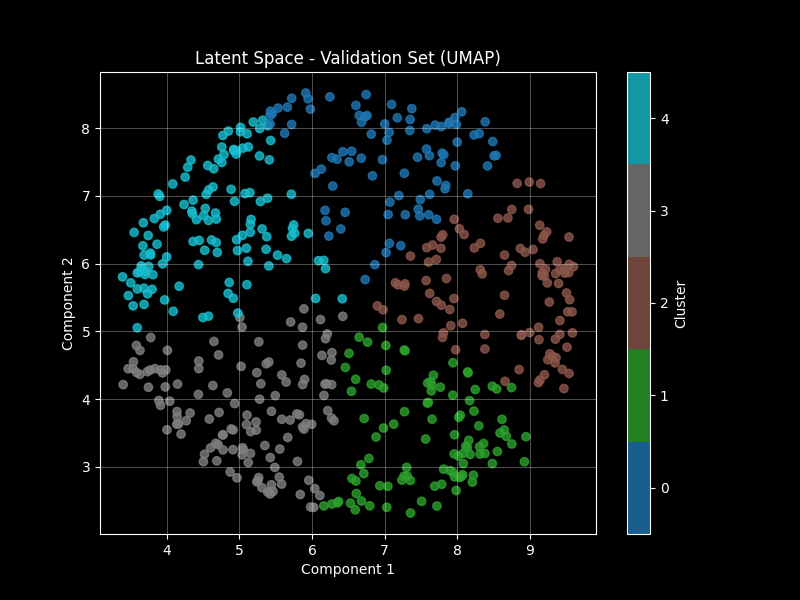 Latent Space - Validation Set (UMAP)
8
7
6
5
4
3
Component 2
4 5 6 7 8 9
Component 1
4
3
2
1
0
Cluster